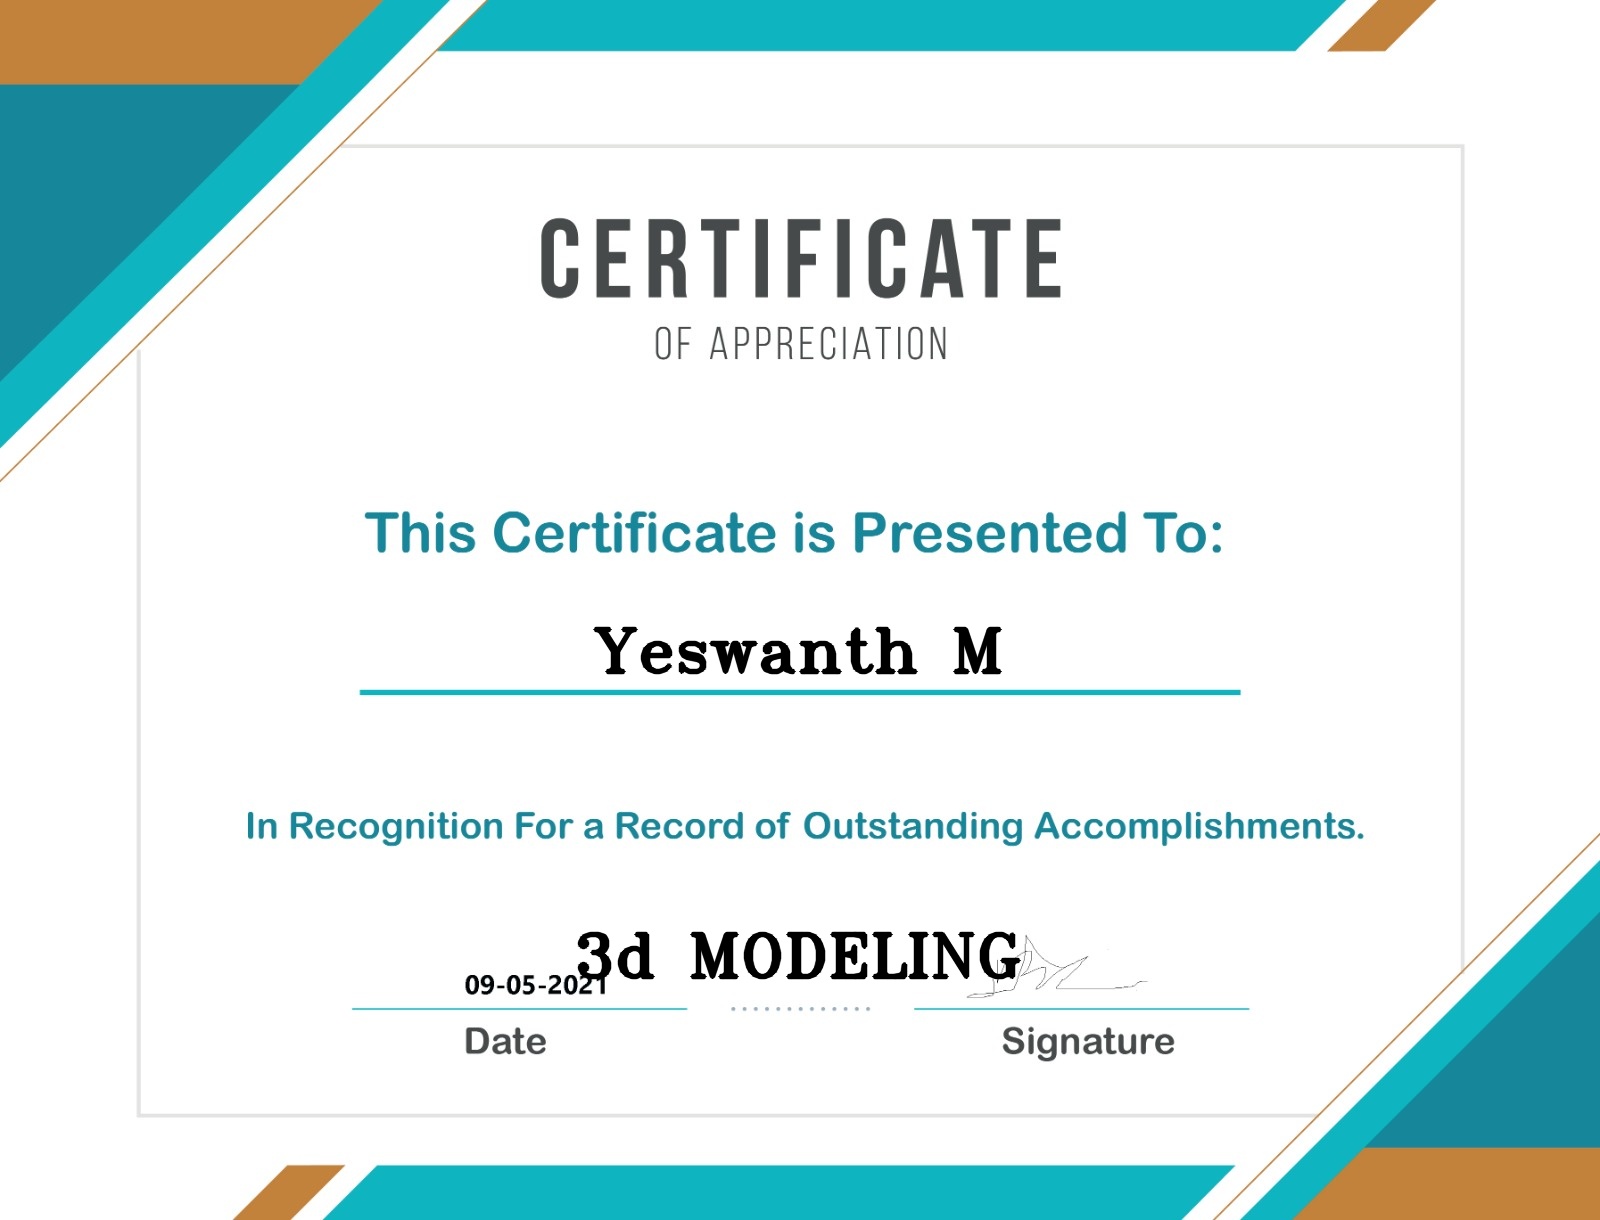 CERTIFICATE
OF APPRECIATION
This Certificate is Presented To:
Yeswanth M
In Recognition For a Record of Outstanding Accomplishments.
3d MODELING
09-05-2021
Date
Signature